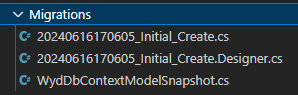 Migrations
C# 20240616170605_Initial_Create.cs
C# 20240616170605_Initial_Create.Designer.cs
C# WydDbContextModelSnapshot.cs